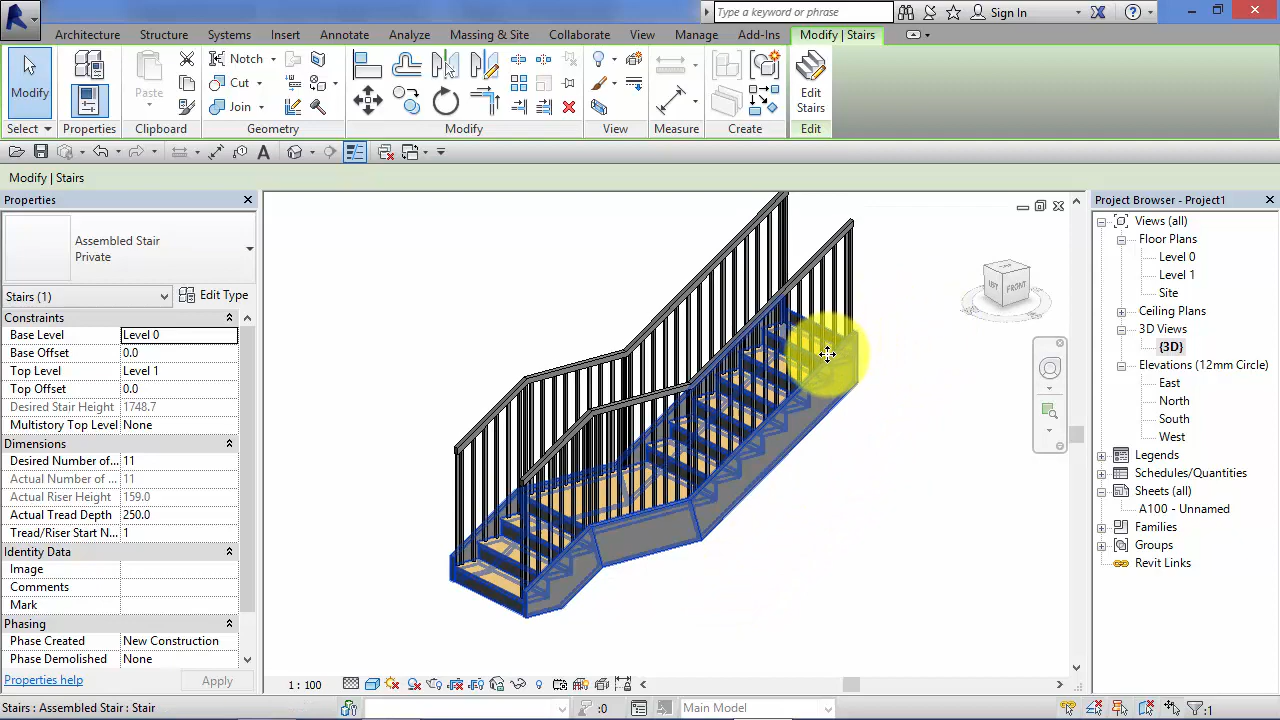 Type a keyword or phrase
Sign In
Architecture Structure Systems Insert Annotate Analyze Massing & Site Collaborate View Manage Add-Ins Modify | Stairs
Modify
Paste
Notch
Cut
Join
Edit
Stairs
Select Properties Clipboard Geometry Modify View Measure Create Edit
Modify | Stairs
Properties
Assembled Stair
Private
Stairs (1)
Edit Type
Constraints
Base Level Level 0
Base Offset 0.0
Top Level Level 1
Top Offset 0.0
Desired Stair Height 1748.7
Multistory Top Level None
Dimensions
Desired Number of... 11
Actual Number of ... 11
Actual Riser Height 159.0
Actual Tread Depth 250.0
Tread/Riser Start N... 1
Identity Data
Image
Comments
Mark
Phasing
Phase Created New Construction
Phase Demolished None
Properties help
Apply
LEFT
FRONT
1 : 100
Project Browser - Project1
Views (all)
Floor Plans
Level 0
Level 1
Site
Ceiling Plans
3D Views
{3D}
Elevations (12mm Circle)
East
North
South
West
Legends
Schedules/Quantities
Sheets (all)
A100 - Unnamed
Families
Groups
Revit Links
Stairs : Assembled Stair : Stair
:0
Main Model
:1